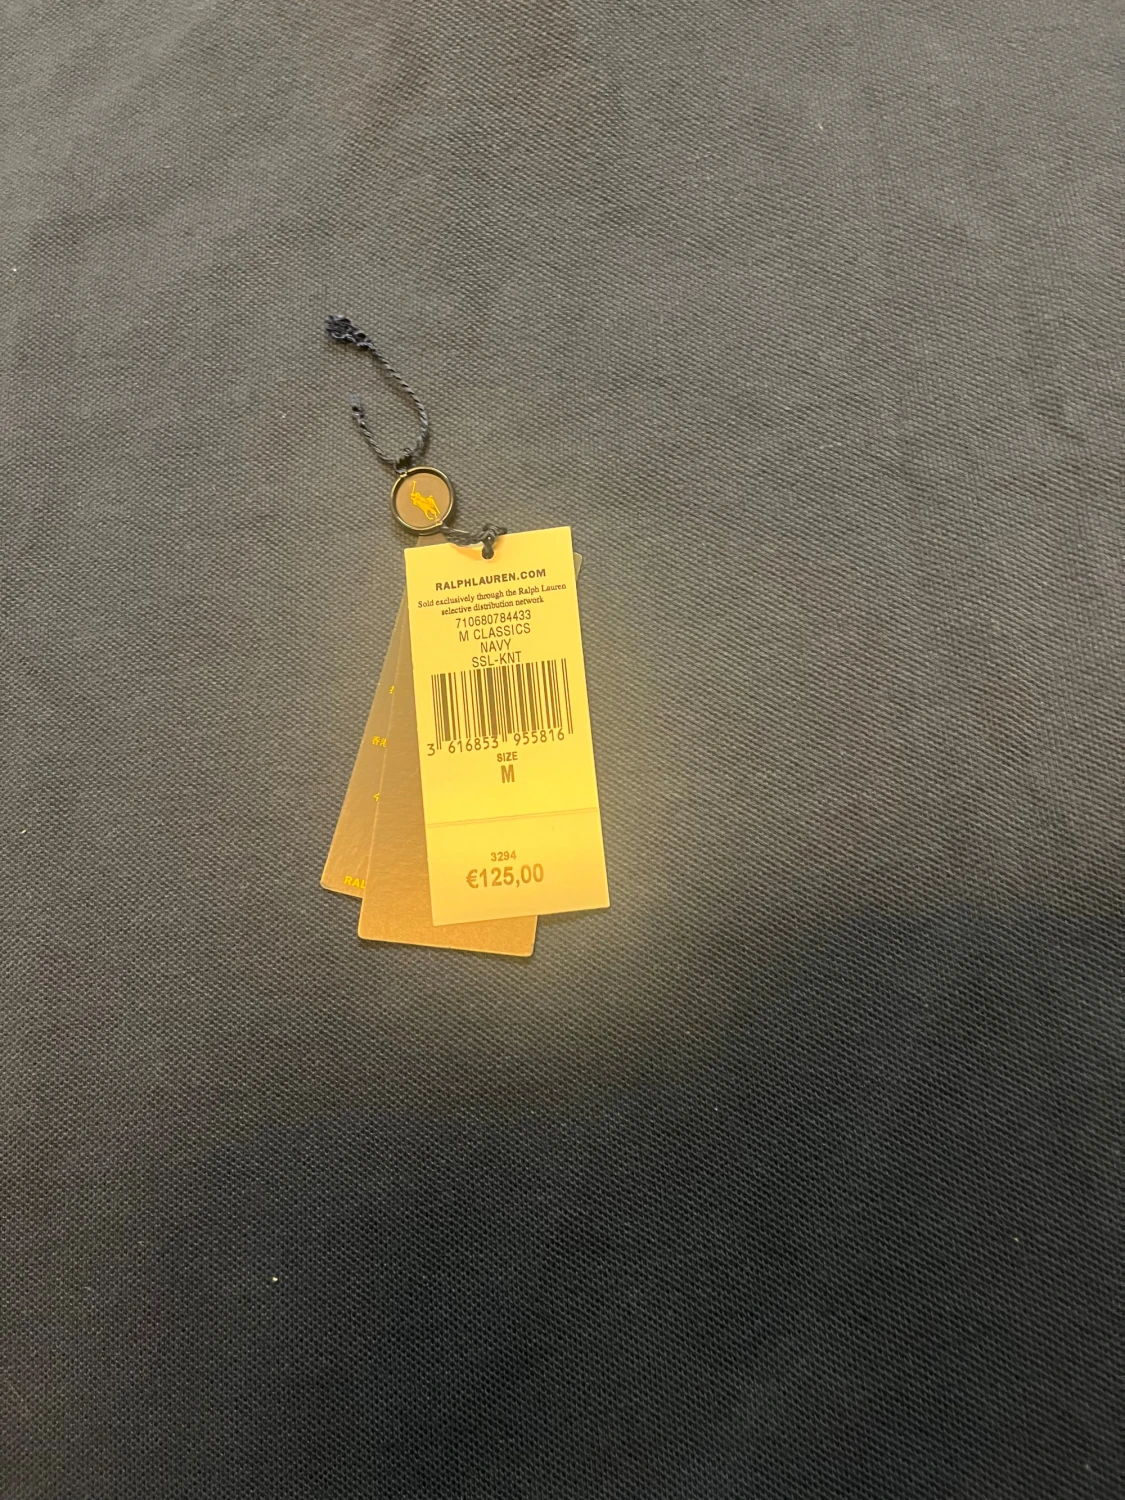 RALPHLAUREN.COM
Sold exclusively through the Ralph Lauren
selective distribution network
710680784433
M CLASSICS
NAVY
SSL-KNT
3 616853 955816
SIZE
M
3294
€125,00
RAL